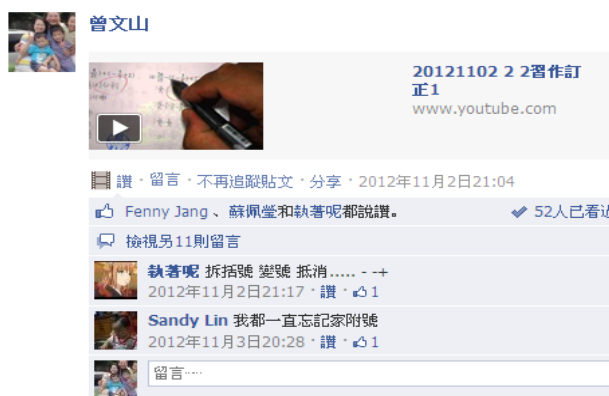 曾文山
20121102 2 2習作訂
正1
www.youtube.com
讚 · 留言 · 不再追蹤貼文 · 分享 · 2012年11月2日21:04
Fenny Jang 、蘇佩瑩和執著呢都說讚。 52人已看過
檢視另11則留言
執著呢 拆括號 變號 抵消..... - -+
2012年11月2日21:17 · 讚 · 1
Sandy Lin 我都一直忘記家附號
2012年11月3日20:28 · 讚 · 1
留言……